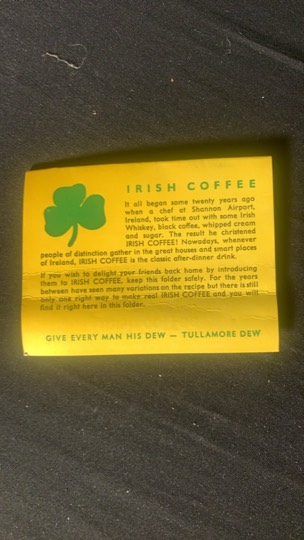 IRISH COFFEE
It all began some twenty years ago
when a chef at Shannon Airport,
Ireland, took time out with some Irish
Whiskey, black coffee, whipped cream
and sugar. The result he christened
IRISH COFFEE! Nowadays, whenever
people of distinction gather in the great houses and smart places
of Ireland, IRISH COFFEE is the classic after-dinner drink.
If you wish to delight your friends back home by introducing
them to IRISH COFFEE, keep this folder safely. For the years
between have seen many variations on the recipe but there is still
only one right way to make real IRISH COFFEE and you will
find it right here in this folder.
GIVE EVERY MAN HIS DEW — TULLAMORE DEW